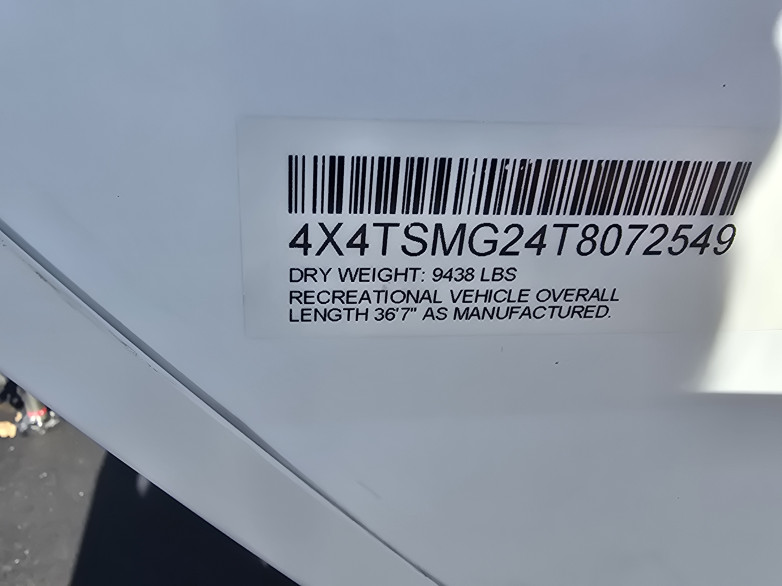 4X4TSMG24T8072549
DRY WEIGHT: 9438 LBS
RECREATIONAL VEHICLE OVERALL
LENGTH 36'7" AS MANUFACTURED.